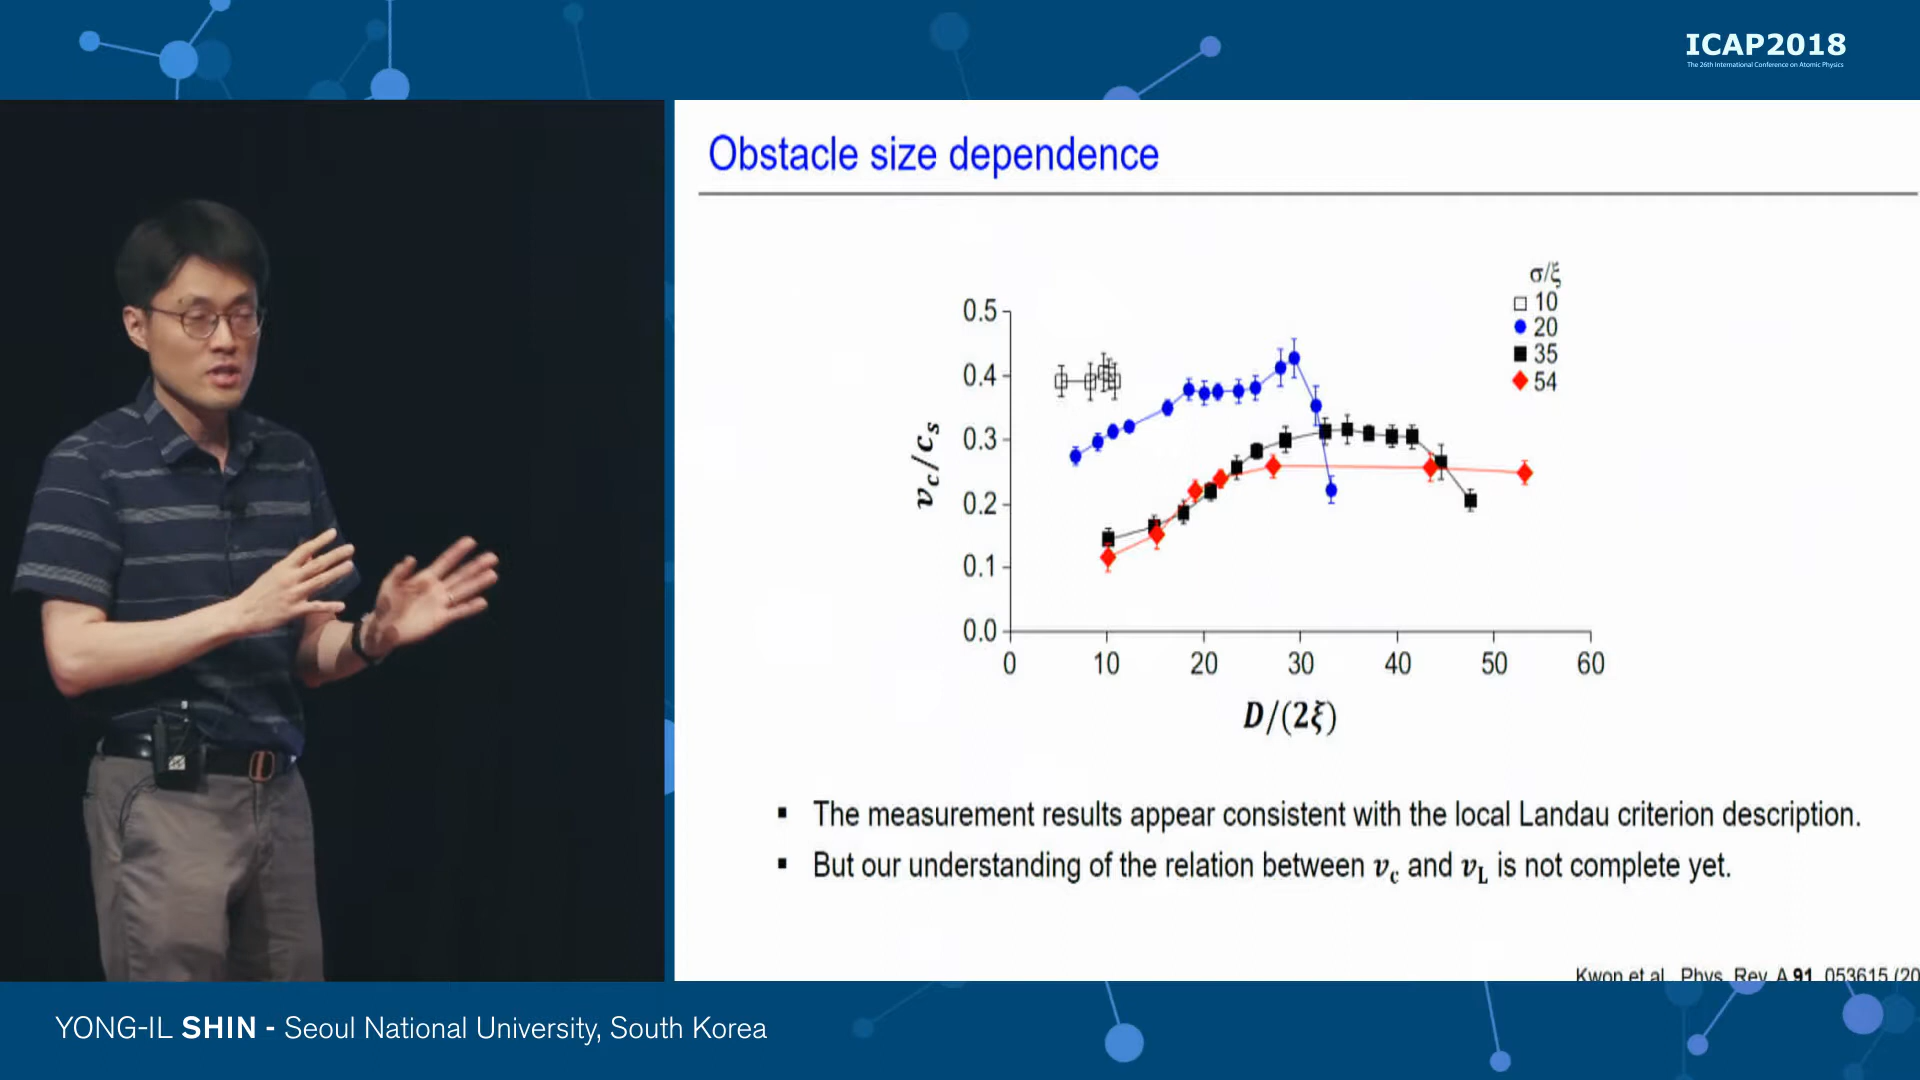 ICAP2018
The 26th International Conference on Atomic Physics
Obstacle size dependence
σ/ξ
10
20
35
54
0.5
0.4
0.3
0.2
0.1
0.0
v_c/c_s
0 10 20 30 40 50 60
D/(2ξ)
▪ The measurement results appear consistent with the local Landau criterion description.
▪ But our understanding of the relation between v_c and v_L is not complete yet.
Kwon et al., Phys. Rev. A 91, 053615 (20
YONG-IL SHIN - Seoul National University, South Korea